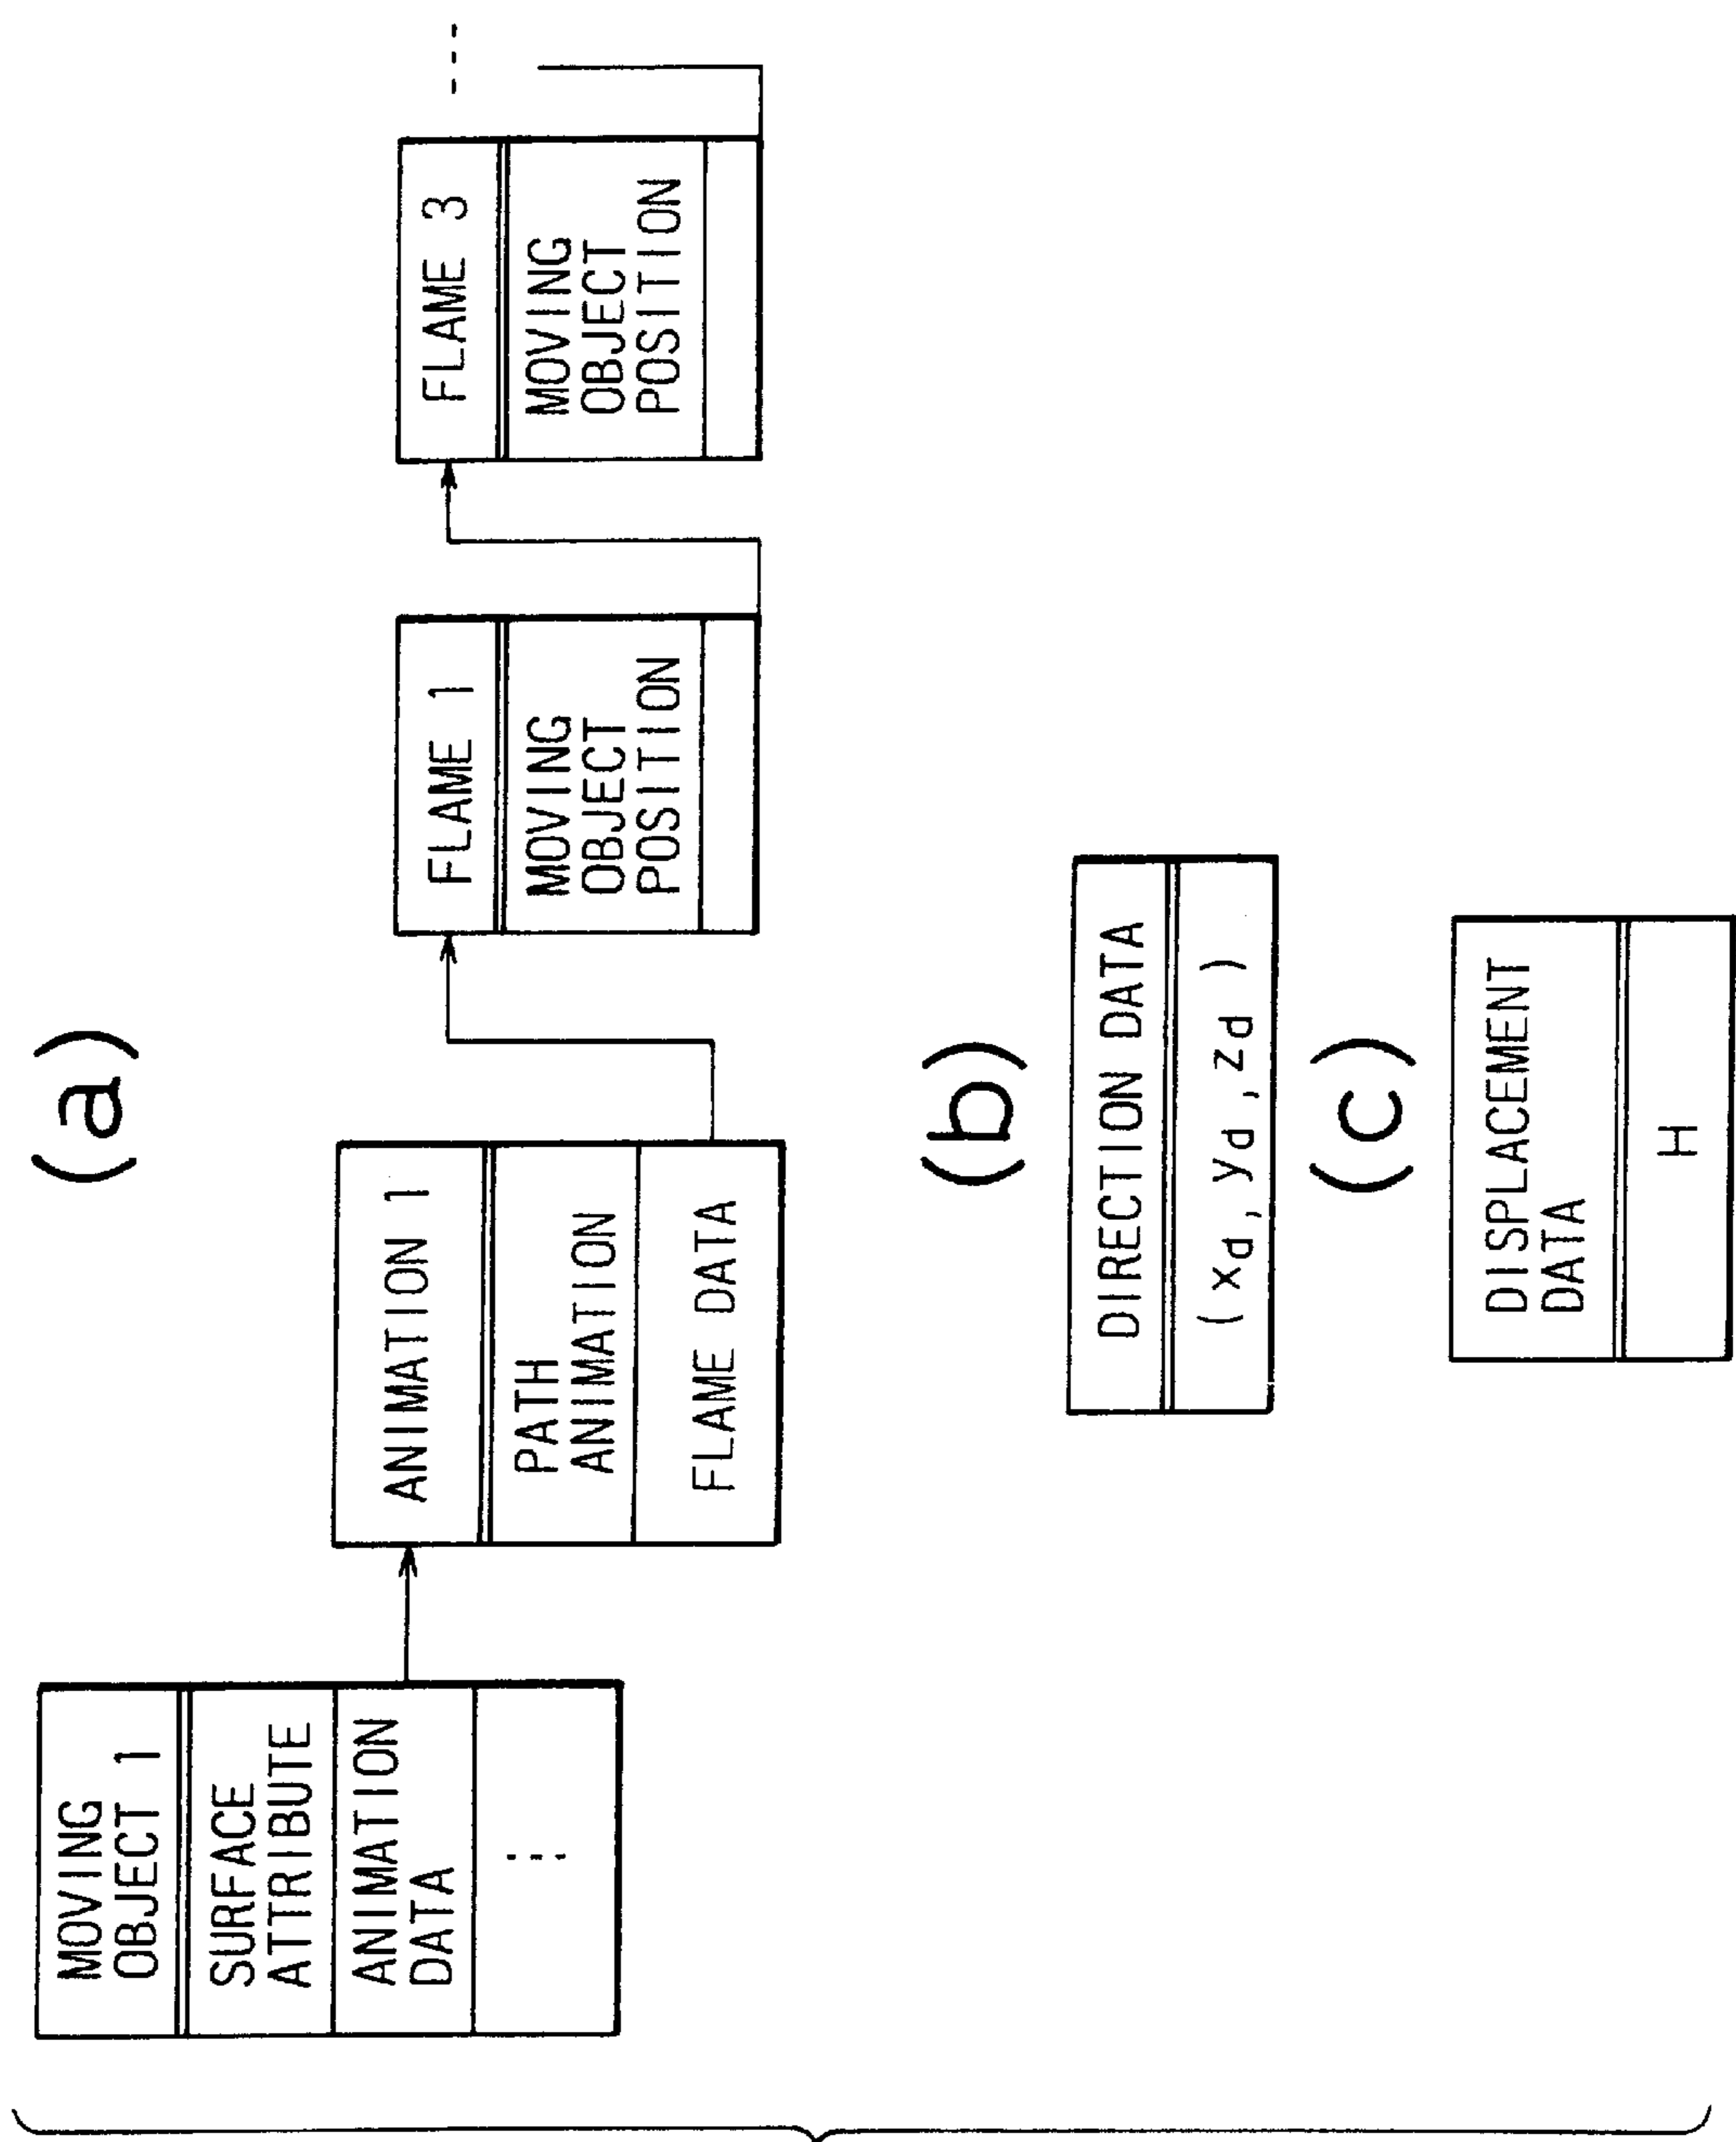 (a)
MOVING
OBJECT 1
SURFACE
ATTRIBUTE
ANIMATION
DATA
⋮
ANIMATION 1
PATH
ANIMATION
FLAME DATA
FLAME 1
MOVING
OBJECT
POSITION
FLAME 3
MOVING
OBJECT
POSITION
---
(b)
DIRECTION DATA
( xd, yd, zd )
(c)
DISPLACEMENT
DATA
H